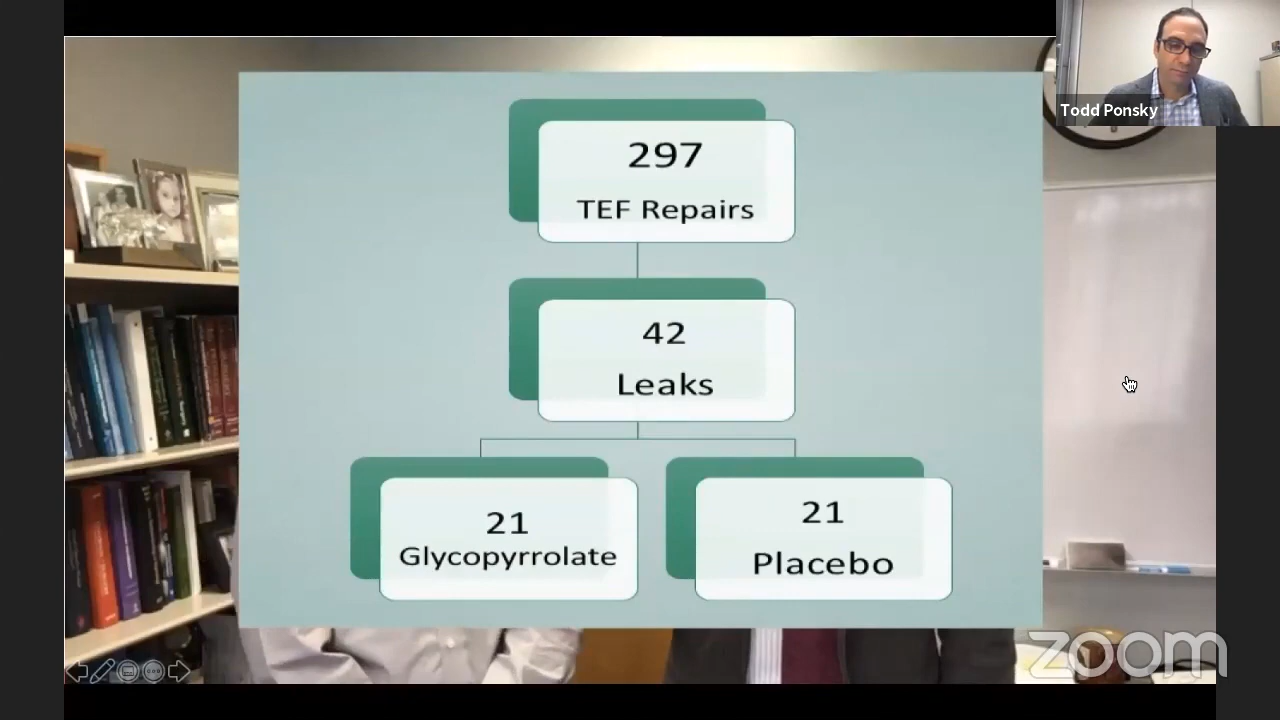 Todd Ponsky
297
TEF Repairs
42
Leaks
21
Glycopyrrolate
21
Placebo
zoom